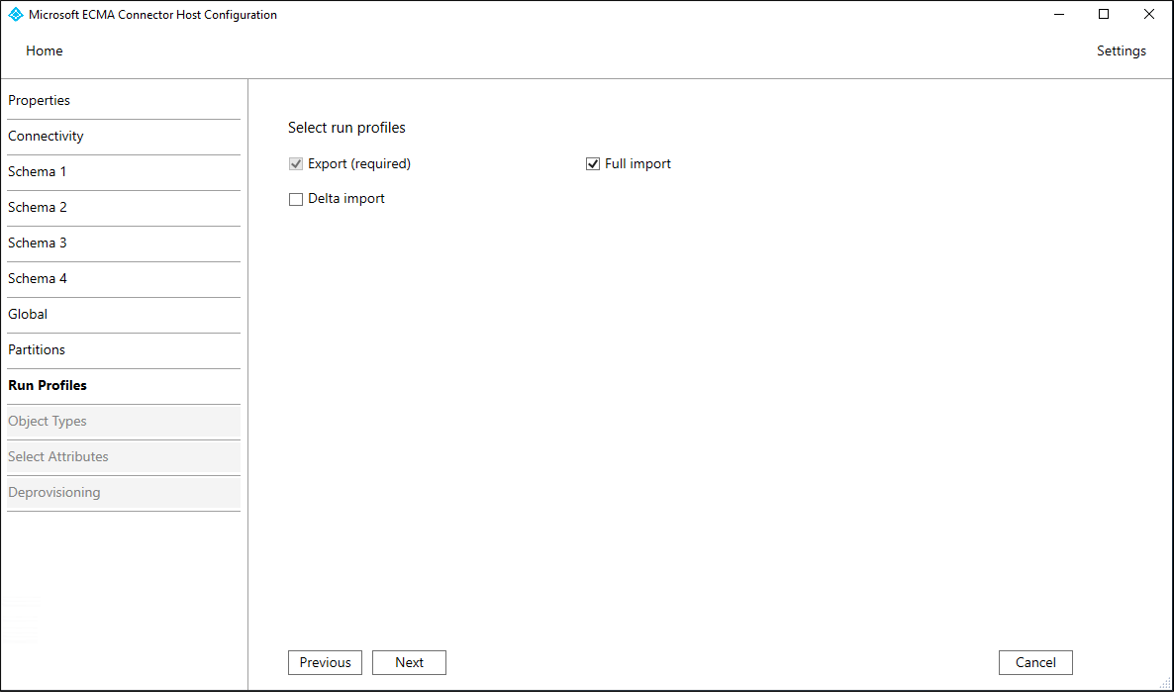 Microsoft ECMA Connector Host Configuration
Home
Settings
Properties
Connectivity
Schema 1
Schema 2
Schema 3
Schema 4
Global
Partitions
Run Profiles
Object Types
Select Attributes
Deprovisioning
Select run profiles
Export (required)
Full import
Delta import
Previous
Next
Cancel